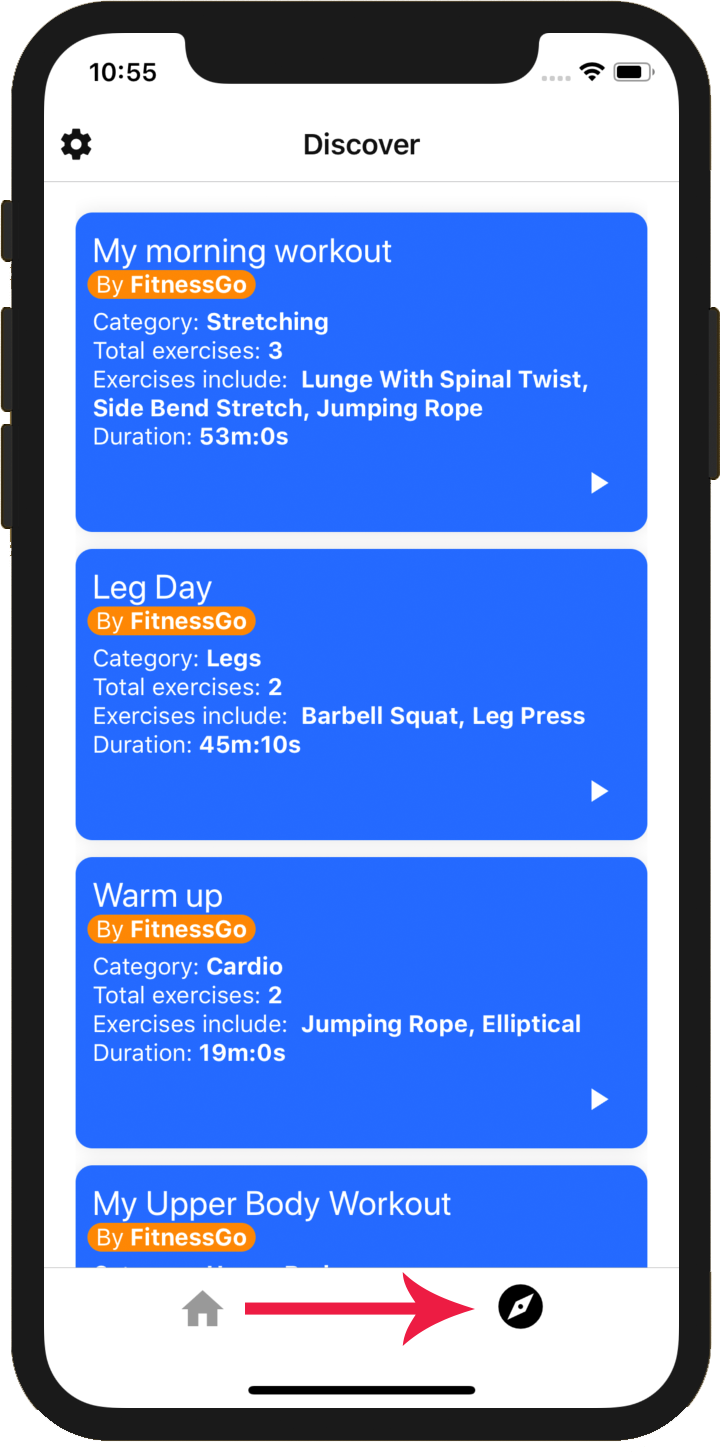 10:55
Discover
My morning workout
By FitnessGo
Category: Stretching
Total exercises: 3
Exercises include: Lunge With Spinal Twist,
Side Bend Stretch, Jumping Rope
Duration: 53m:0s
Leg Day
By FitnessGo
Category: Legs
Total exercises: 2
Exercises include: Barbell Squat, Leg Press
Duration: 45m:10s
Warm up
By FitnessGo
Category: Cardio
Total exercises: 2
Exercises include: Jumping Rope, Elliptical
Duration: 19m:0s
My Upper Body Workout
By FitnessGo